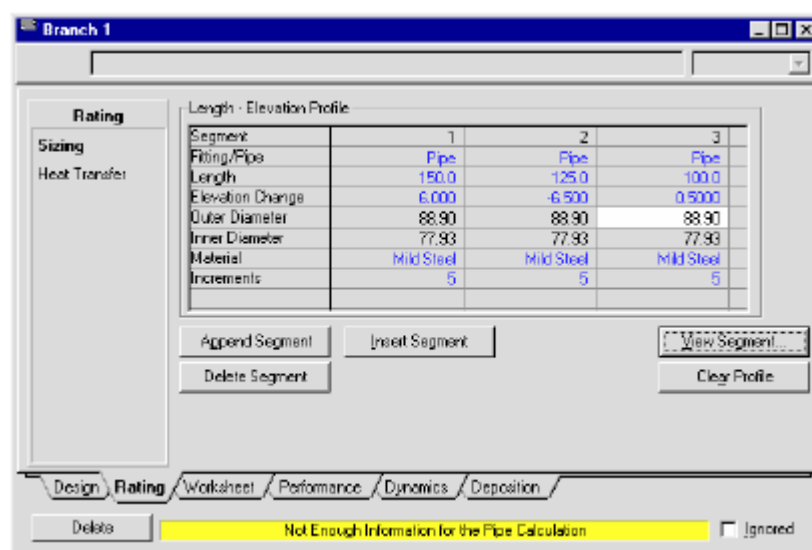 Branch 1
Rating
Sizing
Heat Transfer
Length - Elevation Profile
Segment 1 2 3
Fitting/Pipe Pipe Pipe Pipe
Length 150.0 125.0 100.0
Elevation Change 6.000 -6.500 0.5000
Outer Diameter 88.90 88.90 88.90
Inner Diameter 77.93 77.93 77.93
Material Mild Steel Mild Steel Mild Steel
Increments 5 5 5
Append Segment Insert Segment View Segment...
Delete Segment Clear Profile
Design Rating Worksheet Performance Dynamics Deposition
Delete Not Enough Information for the Pipe Calculation Ignored